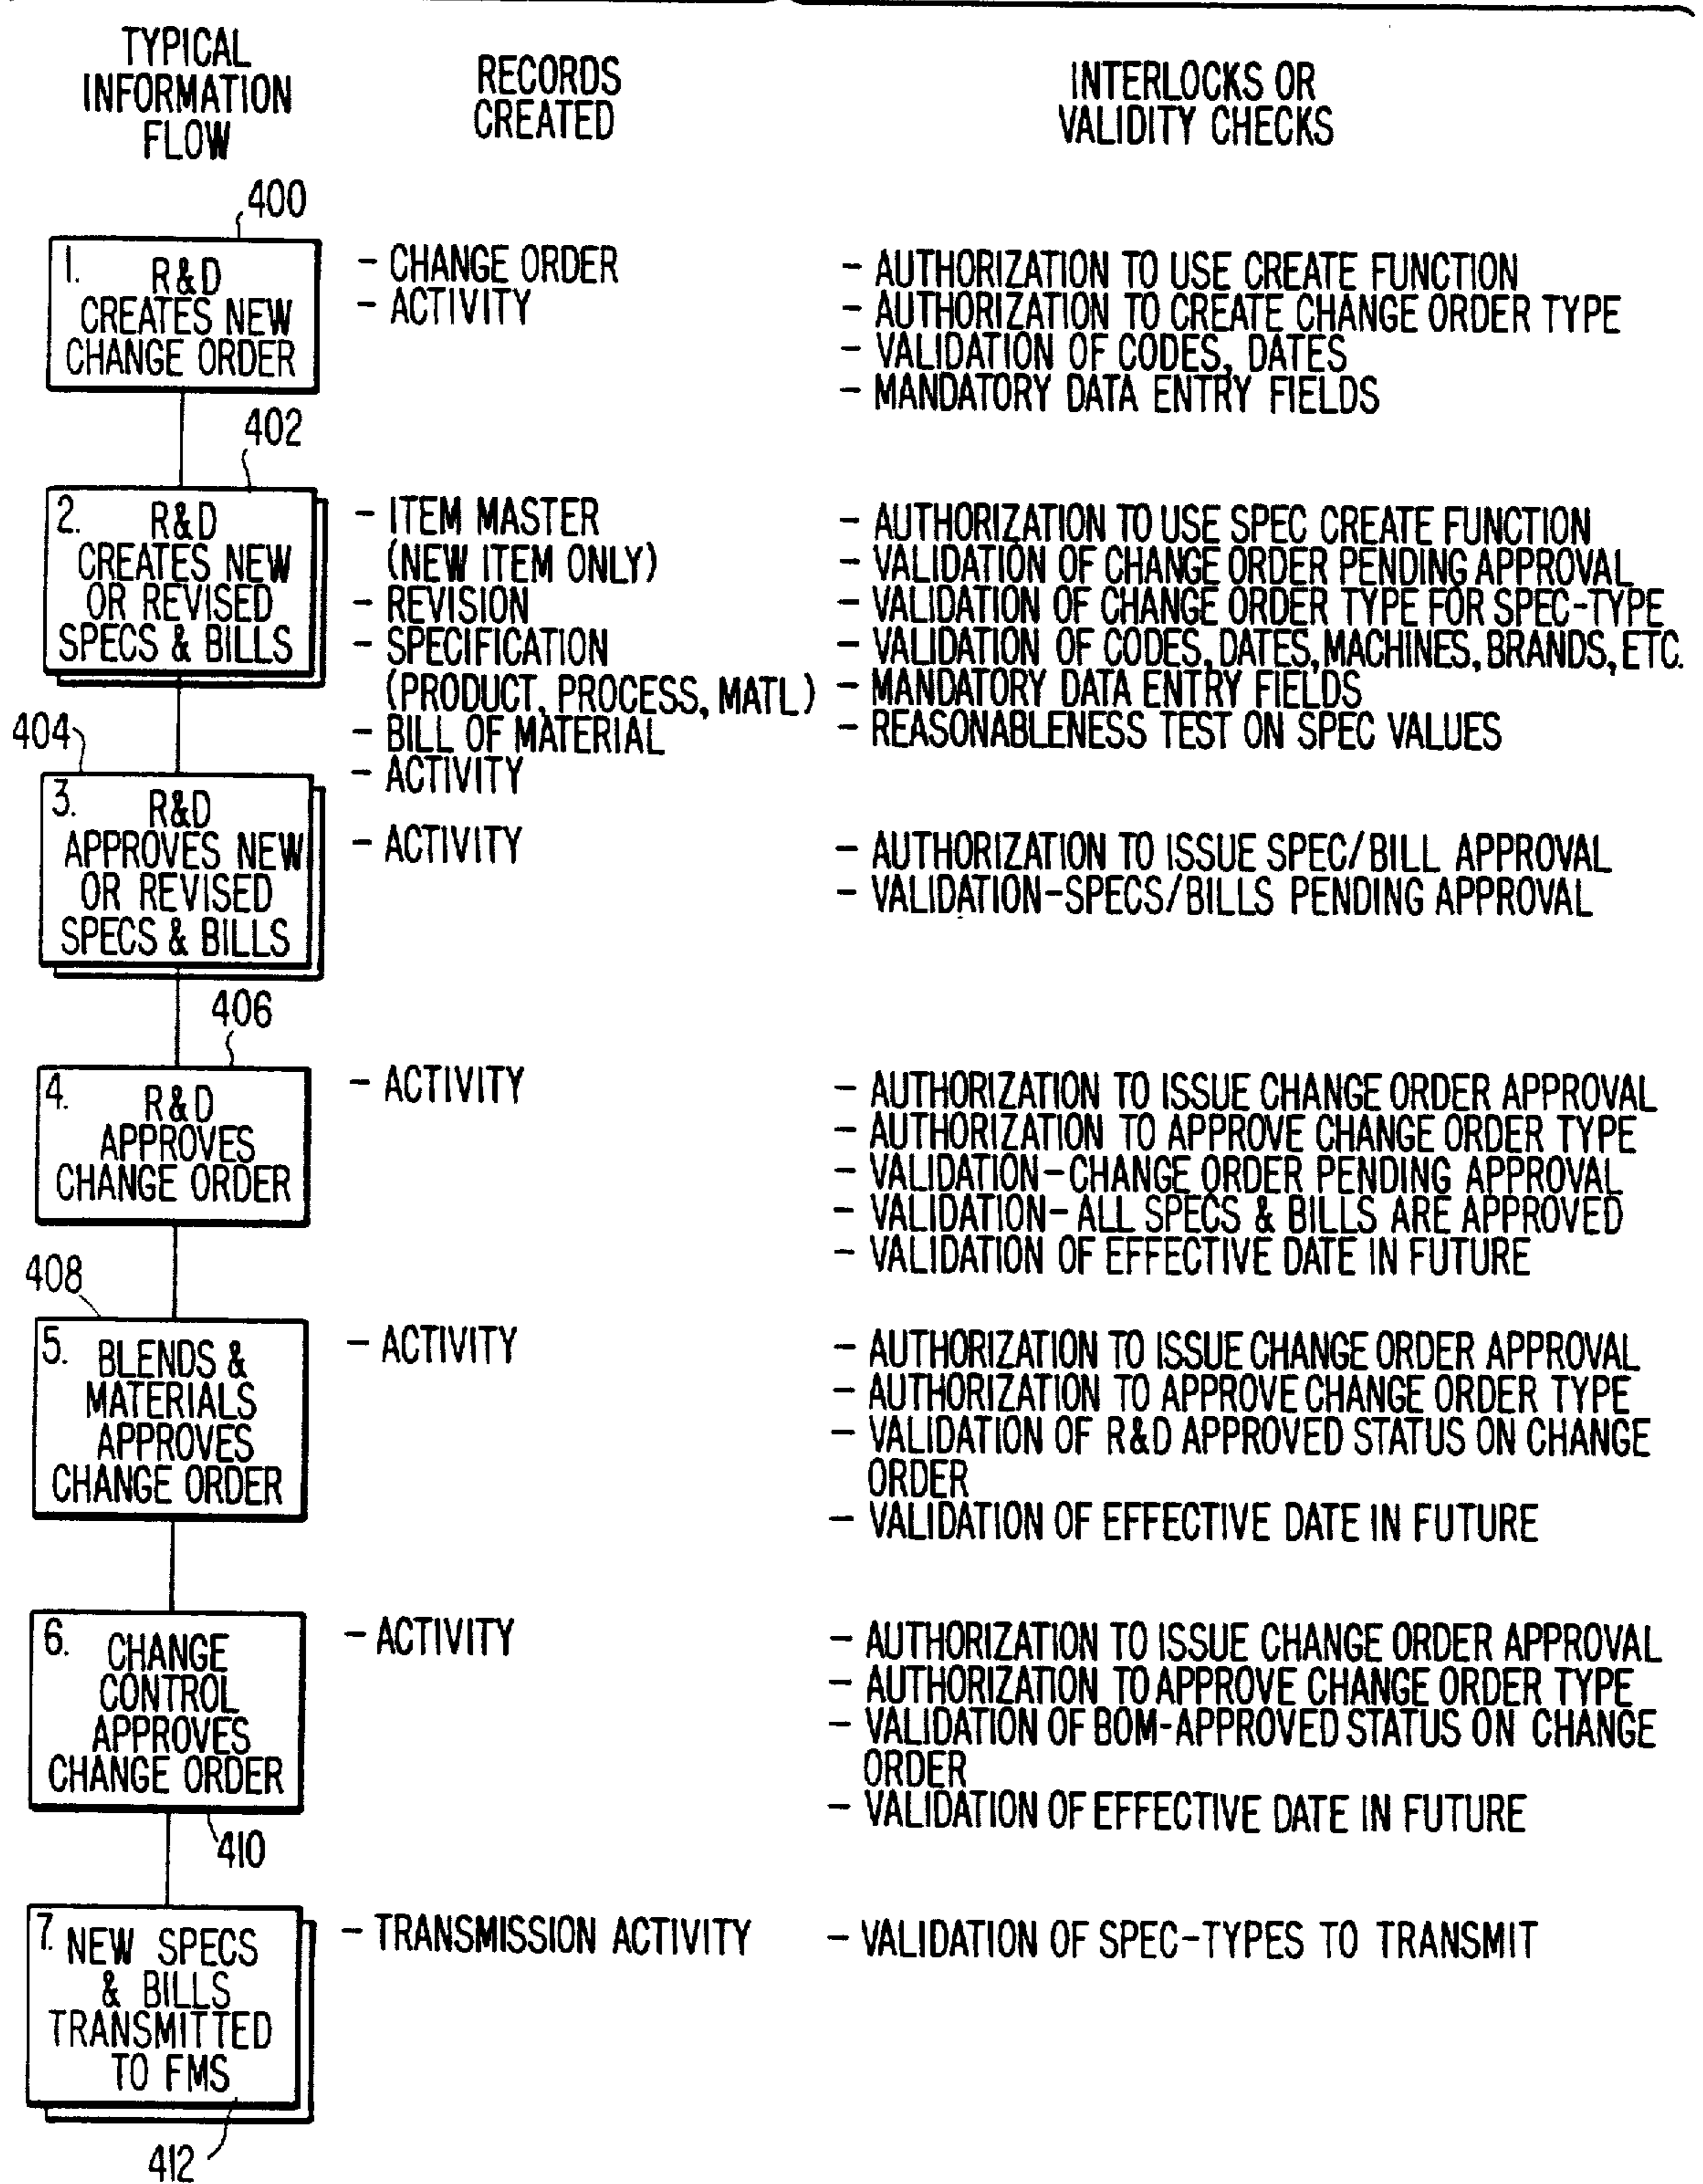 TYPICAL
INFORMATION
FLOW
RECORDS
CREATED
INTERLOCKS OR
VALIDITY CHECKS
400
1. R&D
CREATES NEW
CHANGE ORDER
- CHANGE ORDER
- ACTIVITY
- AUTHORIZATION TO USE CREATE FUNCTION
- AUTHORIZATION TO CREATE CHANGE ORDER TYPE
- VALIDATION OF CODES, DATES
- MANDATORY DATA ENTRY FIELDS
402
2. R&D
CREATES NEW
OR REVISED
SPECS & BILLS
- ITEM MASTER
(NEW ITEM ONLY)
- REVISION
- SPECIFICATION
(PRODUCT, PROCESS, MATL)
- BILL OF MATERIAL
- ACTIVITY
- AUTHORIZATION TO USE SPEC CREATE FUNCTION
- VALIDATION OF CHANGE ORDER PENDING APPROVAL
- VALIDATION OF CHANGE ORDER TYPE FOR SPEC-TYPE
- VALIDATION OF CODES, DATES, MACHINES, BRANDS, ETC.
- MANDATORY DATA ENTRY FIELDS
- REASONABLENESS TEST ON SPEC VALUES
404
3. R&D
APPROVES NEW
OR REVISED
SPECS & BILLS
- ACTIVITY
- AUTHORIZATION TO ISSUE SPEC/BILL APPROVAL
- VALIDATION-SPECS/BILLS PENDING APPROVAL
406
4. R&D
APPROVES
CHANGE ORDER
- ACTIVITY
- AUTHORIZATION TO ISSUE CHANGE ORDER APPROVAL
- AUTHORIZATION TO APPROVE CHANGE ORDER TYPE
- VALIDATION-CHANGE ORDER PENDING APPROVAL
- VALIDATION-ALL SPECS & BILLS ARE APPROVED
- VALIDATION OF EFFECTIVE DATE IN FUTURE
408
5. BLENDS &
MATERIALS
APPROVES
CHANGE ORDER
- ACTIVITY
- AUTHORIZATION TO ISSUE CHANGE ORDER APPROVAL
- AUTHORIZATION TO APPROVE CHANGE ORDER TYPE
- VALIDATION OF R&D APPROVED STATUS ON CHANGE
ORDER
- VALIDATION OF EFFECTIVE DATE IN FUTURE
6. CHANGE
CONTROL
APPROVES
CHANGE ORDER
410
- ACTIVITY
- AUTHORIZATION TO ISSUE CHANGE ORDER APPROVAL
- AUTHORIZATION TO APPROVE CHANGE ORDER TYPE
- VALIDATION OF BOM-APPROVED STATUS ON CHANGE
ORDER
- VALIDATION OF EFFECTIVE DATE IN FUTURE
7. NEW SPECS
& BILLS
TRANSMITTED
TO FMS
412
- TRANSMISSION ACTIVITY
- VALIDATION OF SPEC-TYPES TO TRANSMIT